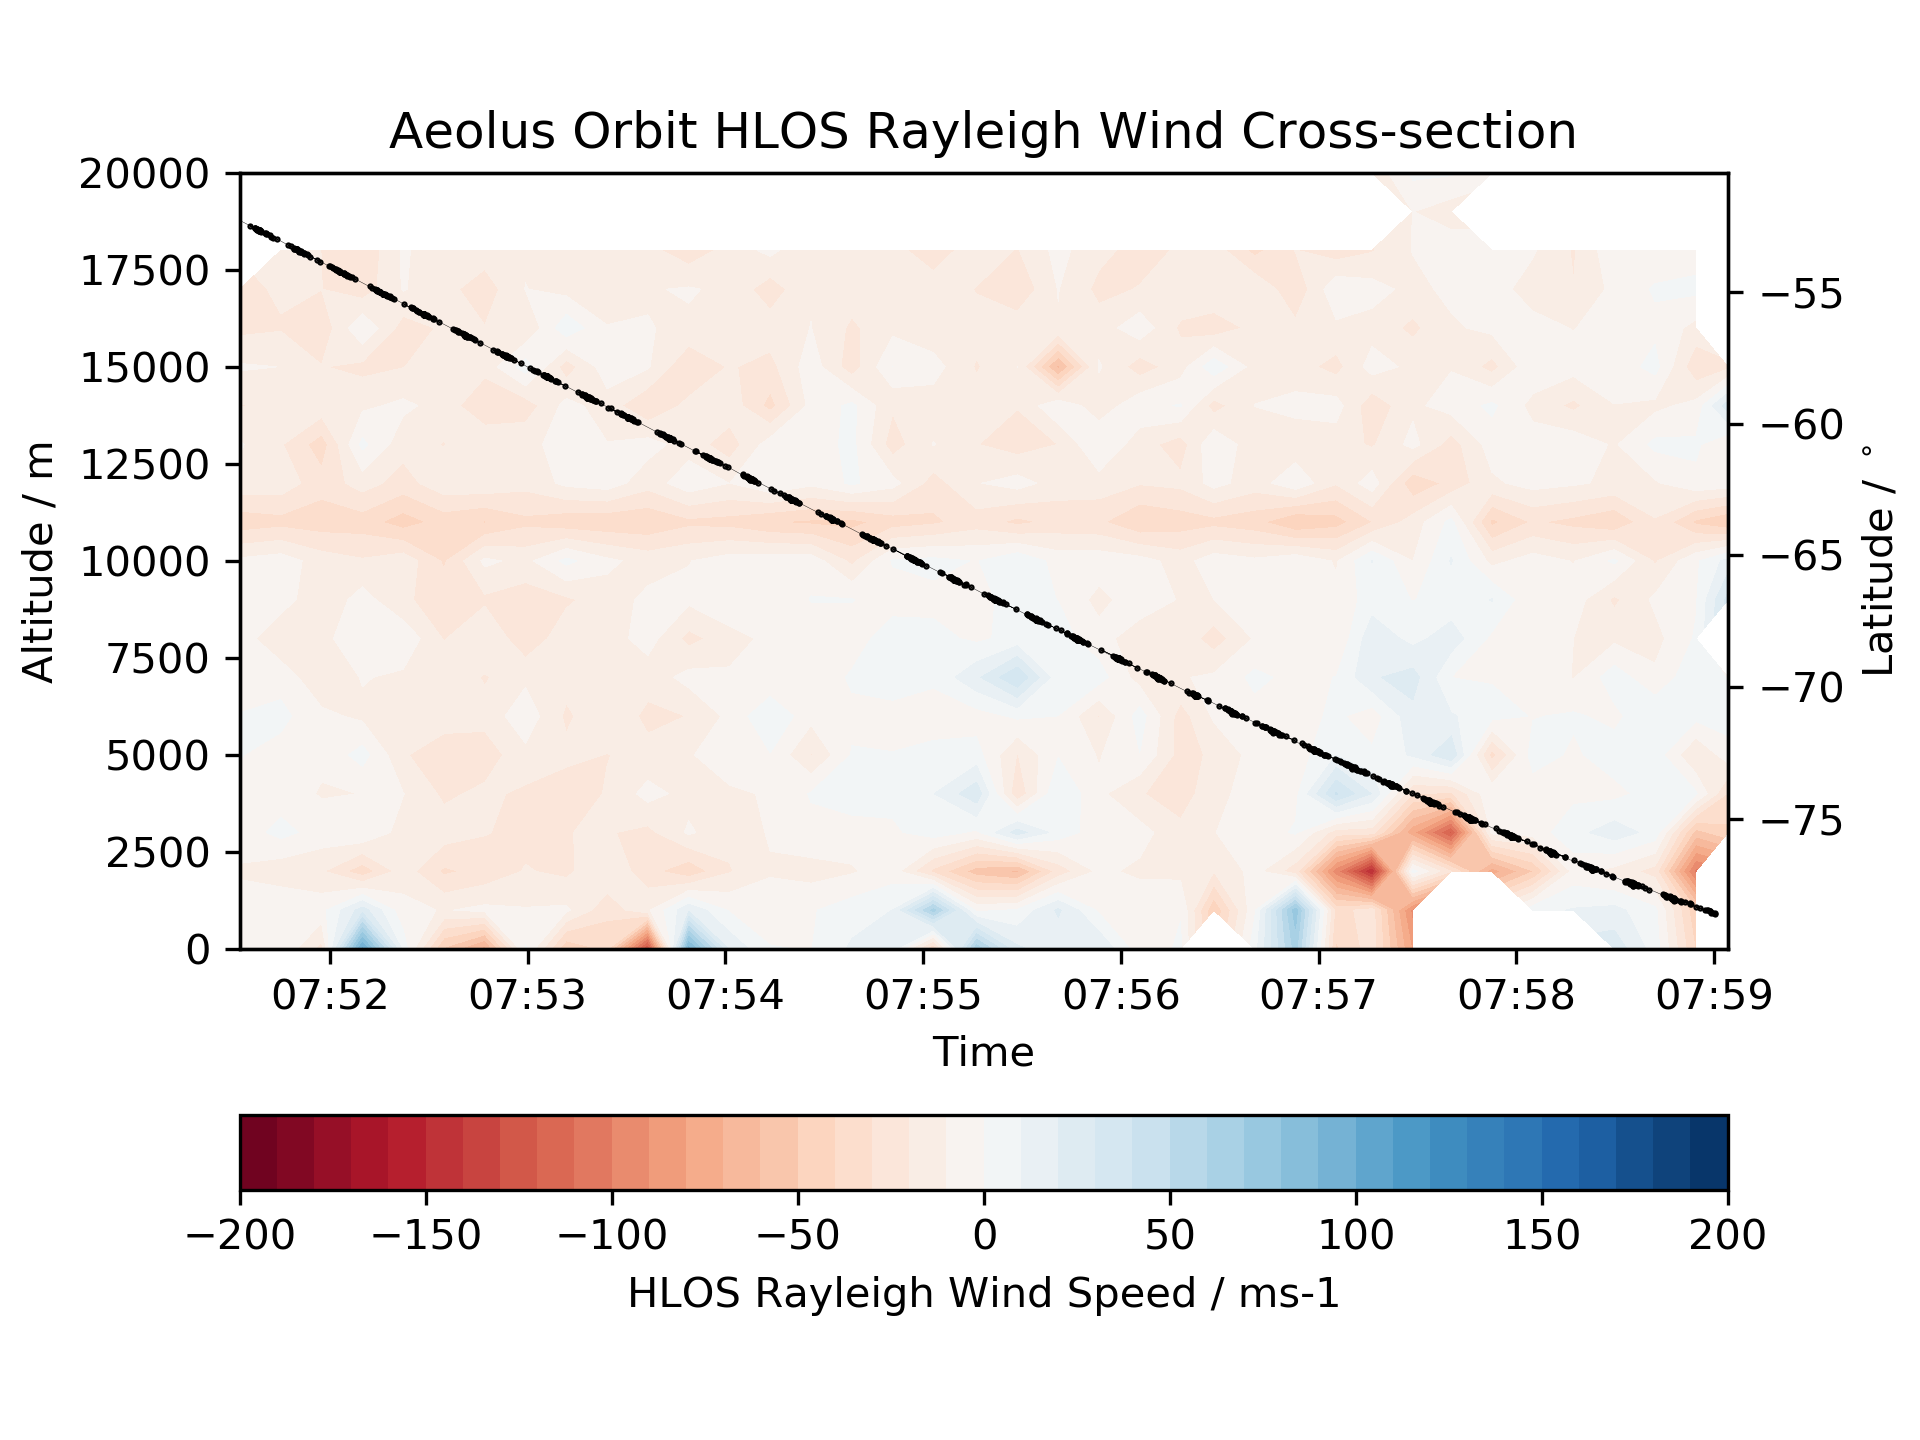 Aeolus Orbit HLOS Rayleigh Wind Cross-section
20000
17500
15000
12500
10000
7500
5000
2500
0
Altitude / m
−55
−60
−65
−70
−75
Latitude / °
07:52 07:53 07:54 07:55 07:56 07:57 07:58 07:59
Time
−200 −150 −100 −50 0 50 100 150 200
HLOS Rayleigh Wind Speed / ms-1